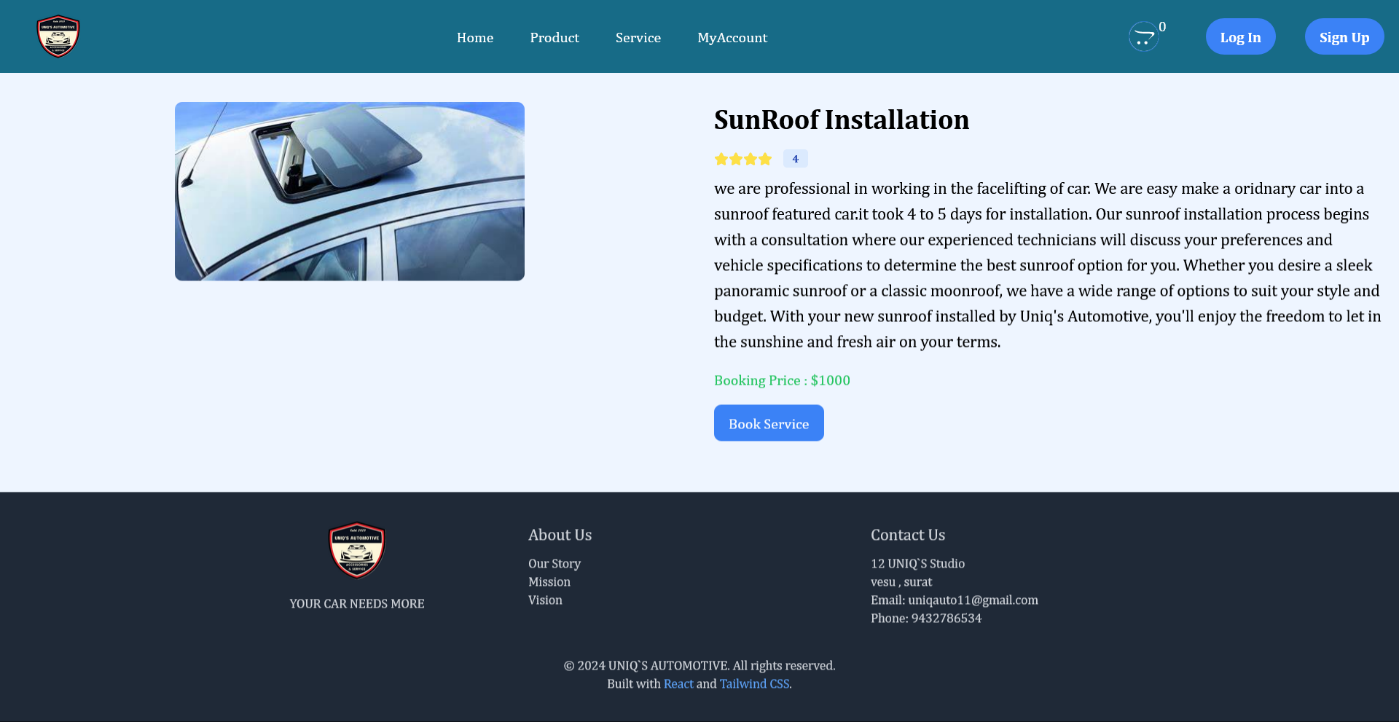 UNIQ'S AUTOMOTIVE
Home Product Service MyAccount 0 Log In Sign Up
SunRoof Installation
4
we are professional in working in the facelifting of car. We are easy make a oridnary car into a
sunroof featured car.it took 4 to 5 days for installation. Our sunroof installation process begins
with a consultation where our experienced technicians will discuss your preferences and
vehicle specifications to determine the best sunroof option for you. Whether you desire a sleek
panoramic sunroof or a classic moonroof, we have a wide range of options to suit your style and
budget. With your new sunroof installed by Uniq's Automotive, you'll enjoy the freedom to let in
the sunshine and fresh air on your terms.
Booking Price : $1000
Book Service
UNIQ'S AUTOMOTIVE
ACCESSORIES
& SERVICE
YOUR CAR NEEDS MORE
About Us
Our Story
Mission
Vision
Contact Us
12 UNIQ`S Studio
vesu , surat
Email: uniqauto11@gmail.com
Phone: 9432786534
© 2024 UNIQ`S AUTOMOTIVE. All rights reserved.
Built with React and Tailwind CSS.